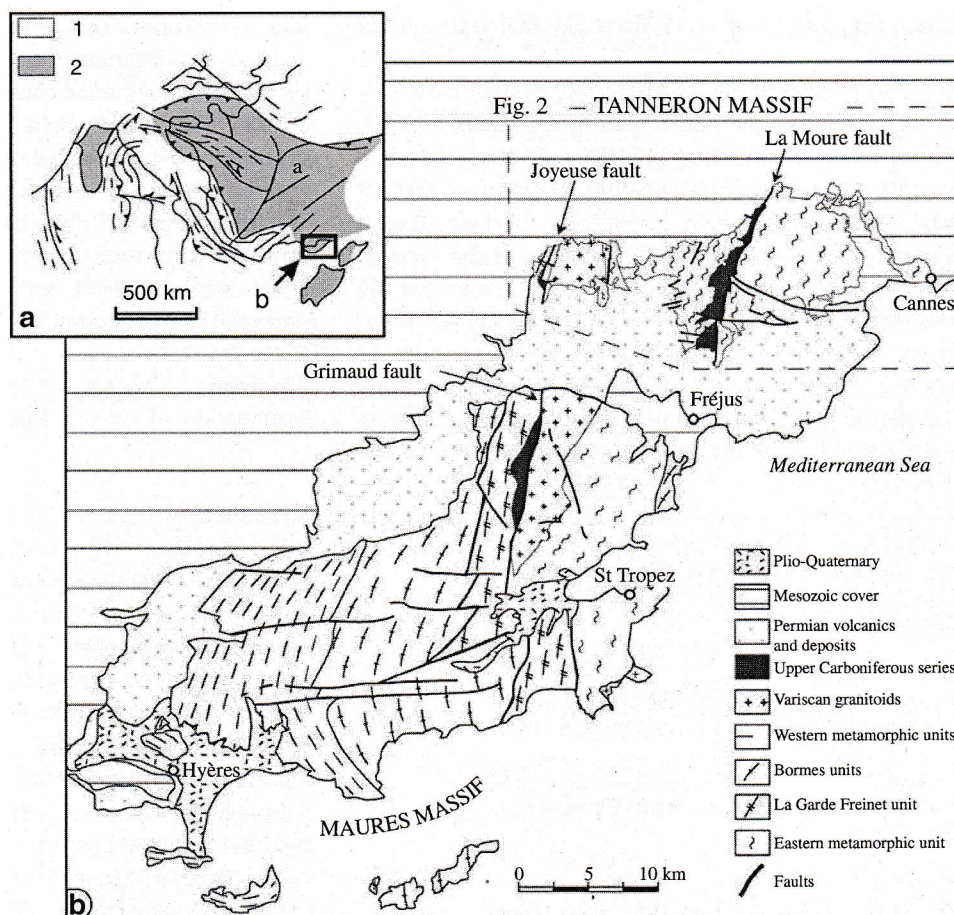 1
2
a
b
500 km
a
Fig. 2
TANNERON MASSIF
La Moure fault
Joyeuse fault
Cannes
Grimaud fault
Fréjus
Mediterranean Sea
St Tropez
Hyères
MAURES MASSIF
Plio-Quaternary
Mesozoic cover
Permian volcanics
and deposits
Upper Carboniferous series
Variscan granitoids
Western metamorphic units
Bormes units
La Garde Freinet unit
Eastern metamorphic unit
Faults
0 5 10 km
b